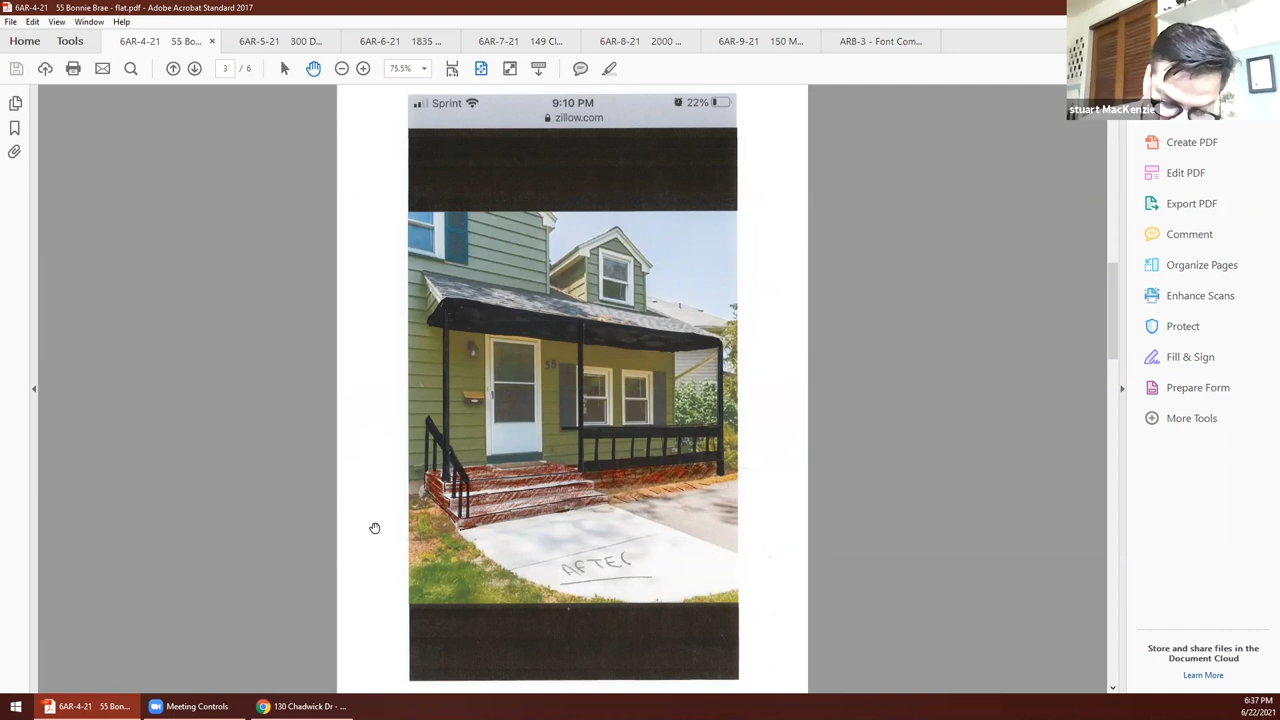 6AR-4-21 55 Bonnie Brae - flat.pdf - Adobe Acrobat Standard 2017
File Edit View Window Help
Home Tools 6AR-4-21 55 Bo... × 6AR-5-21 300 D... 6AR-6-21 1835 ... 6AR-7-21 149 Cl... 6AR-8-21 2000 ... 6AR-9-21 150 M... ARB-3 - Font Com...
3 / 6 75.5%
stuart MacKenzie
Sprint 9:10 PM 22%
zillow.com
55
AFTER
Create PDF
Edit PDF
Export PDF
Comment
Organize Pages
Enhance Scans
Protect
Fill & Sign
Prepare Form
More Tools
Store and share files in the
Document Cloud
Learn More
6AR-4-21 55 Bon... Meeting Controls 130 Chadwick Dr - ... 6:37 PM
6/22/2021